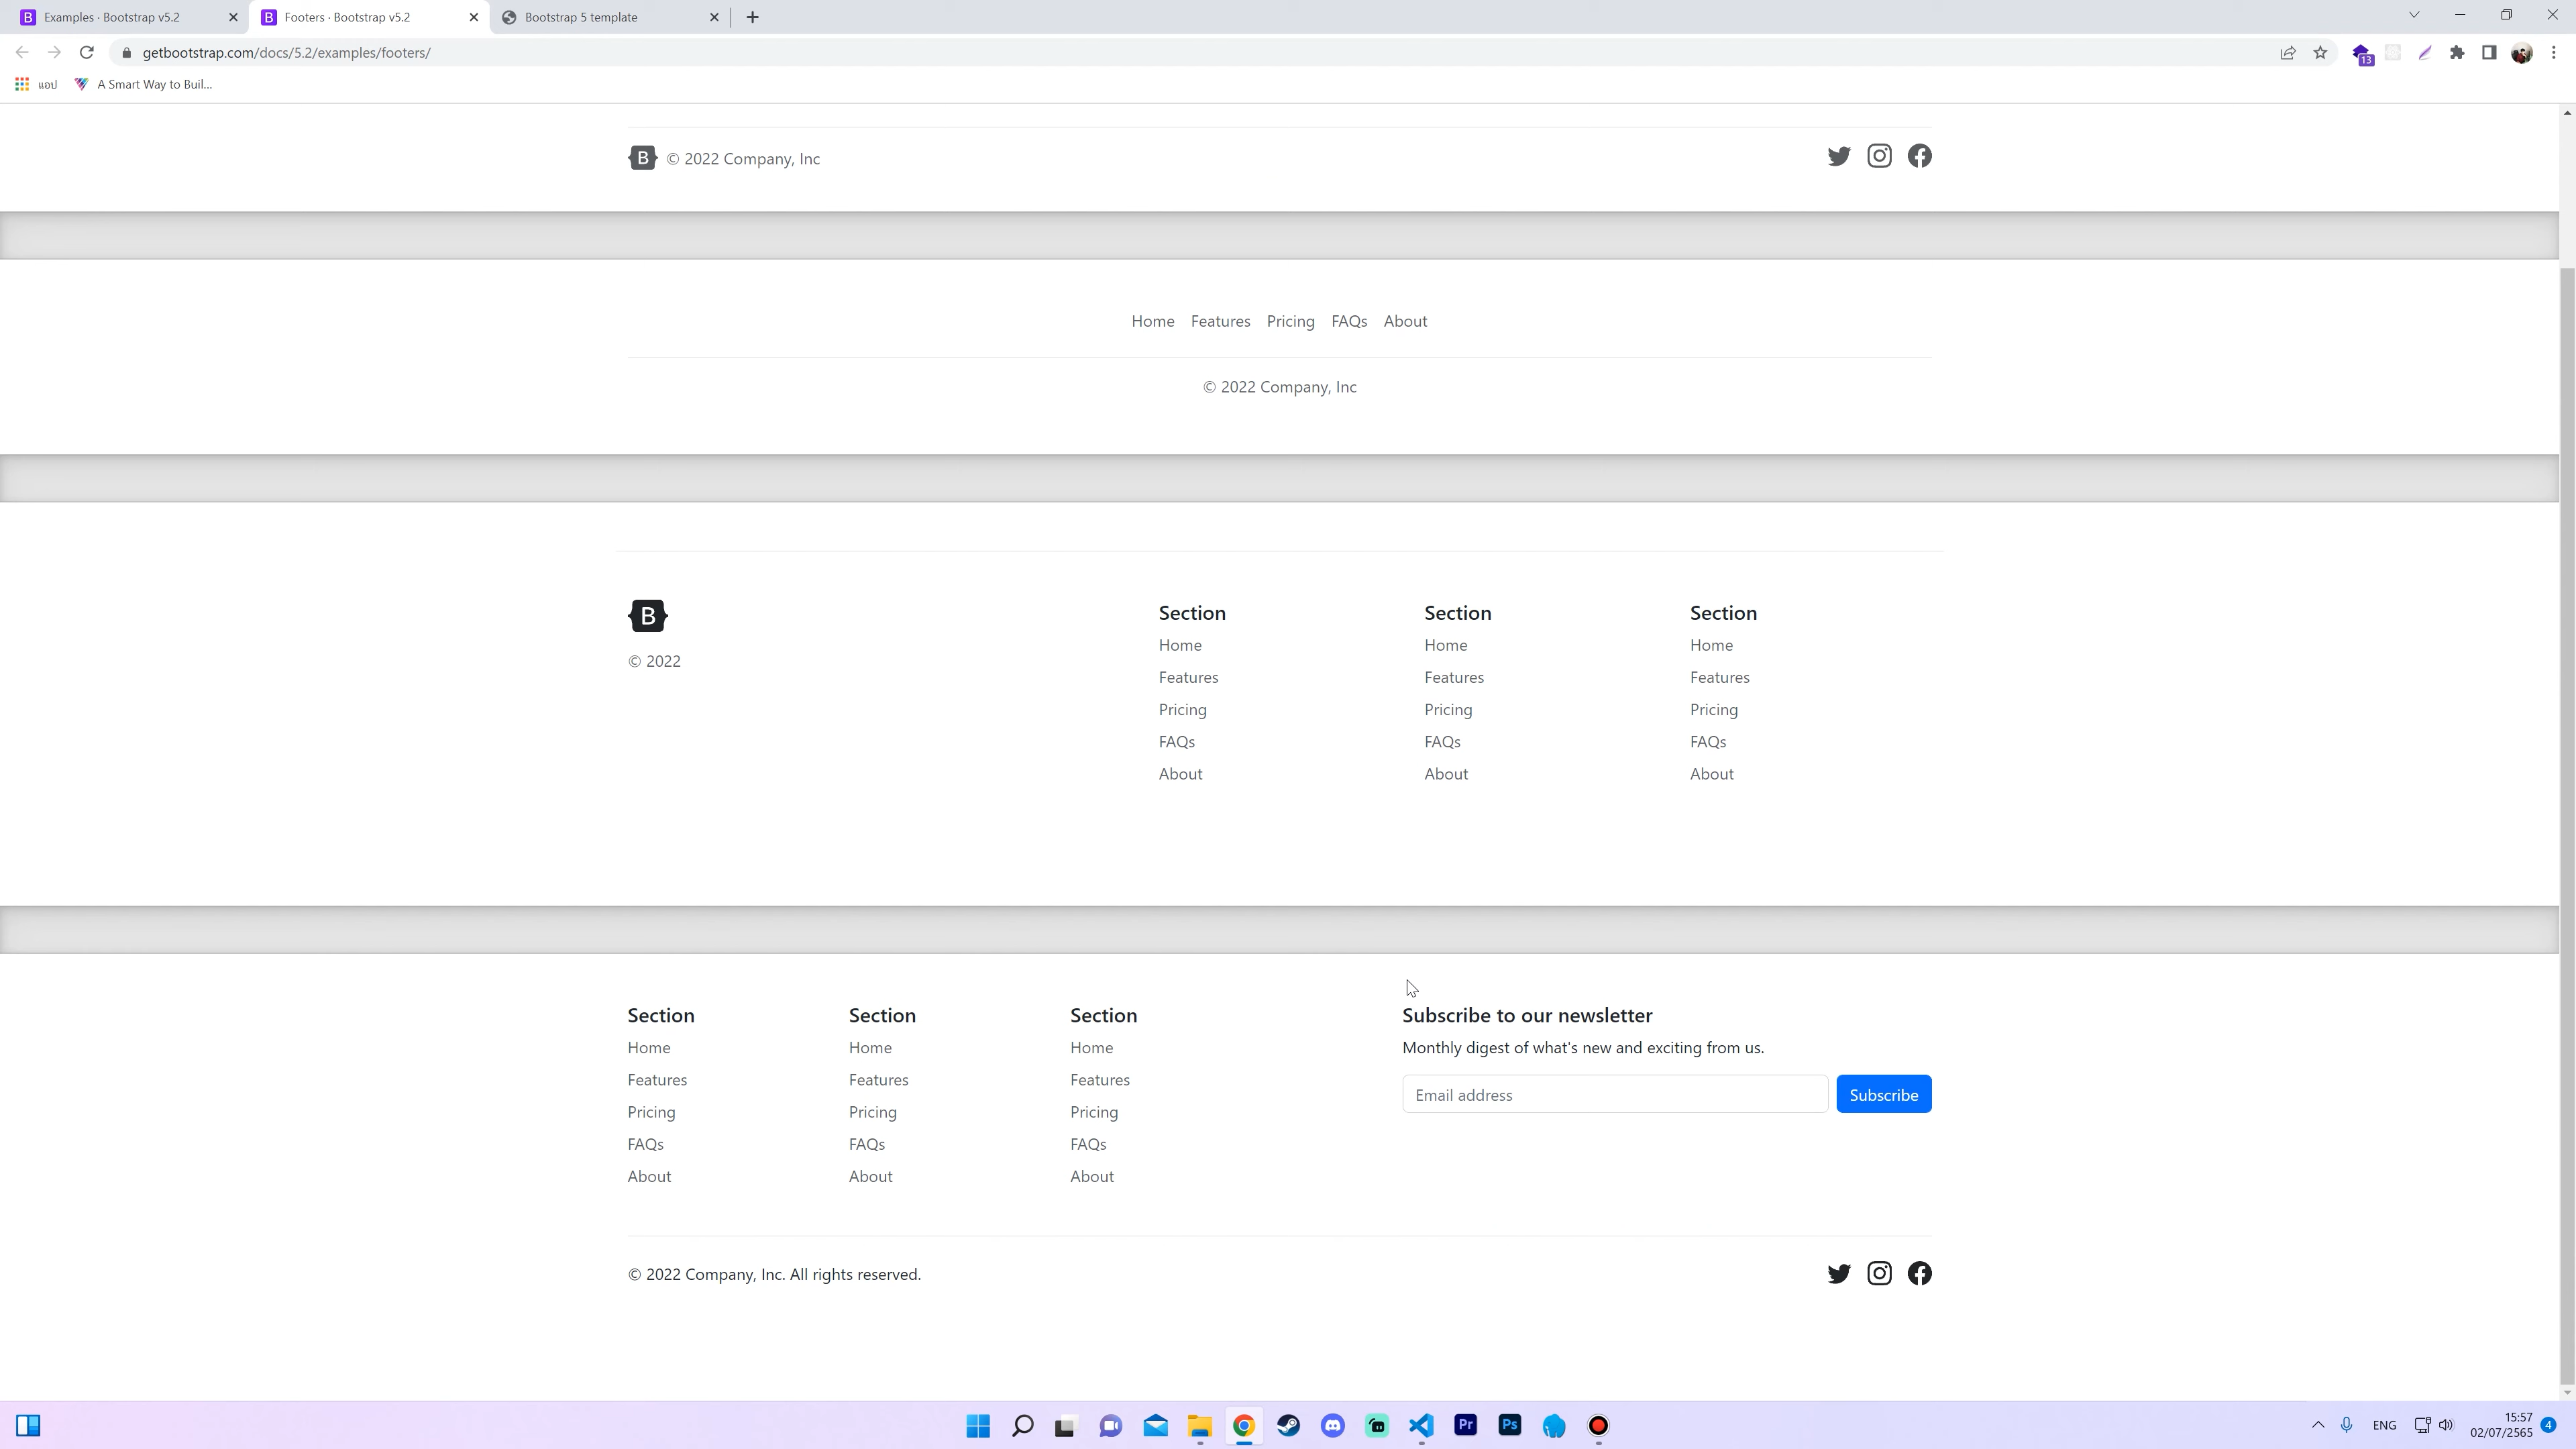 Examples · Bootstrap v5.2
Footers · Bootstrap v5.2
Bootstrap 5 template
getbootstrap.com/docs/5.2/examples/footers/
13
แอป
A Smart Way to Buil...
B © 2022 Company, Inc
Home Features Pricing FAQs About
© 2022 Company, Inc
B
© 2022
Section
Home
Features
Pricing
FAQs
About
Section
Home
Features
Pricing
FAQs
About
Section
Home
Features
Pricing
FAQs
About
Section
Home
Features
Pricing
FAQs
About
Section
Home
Features
Pricing
FAQs
About
Section
Home
Features
Pricing
FAQs
About
Subscribe to our newsletter
Monthly digest of what's new and exciting from us.
Email address
Subscribe
© 2022 Company, Inc. All rights reserved.
Pr
Ps
ENG
15:57
02/07/2565
4